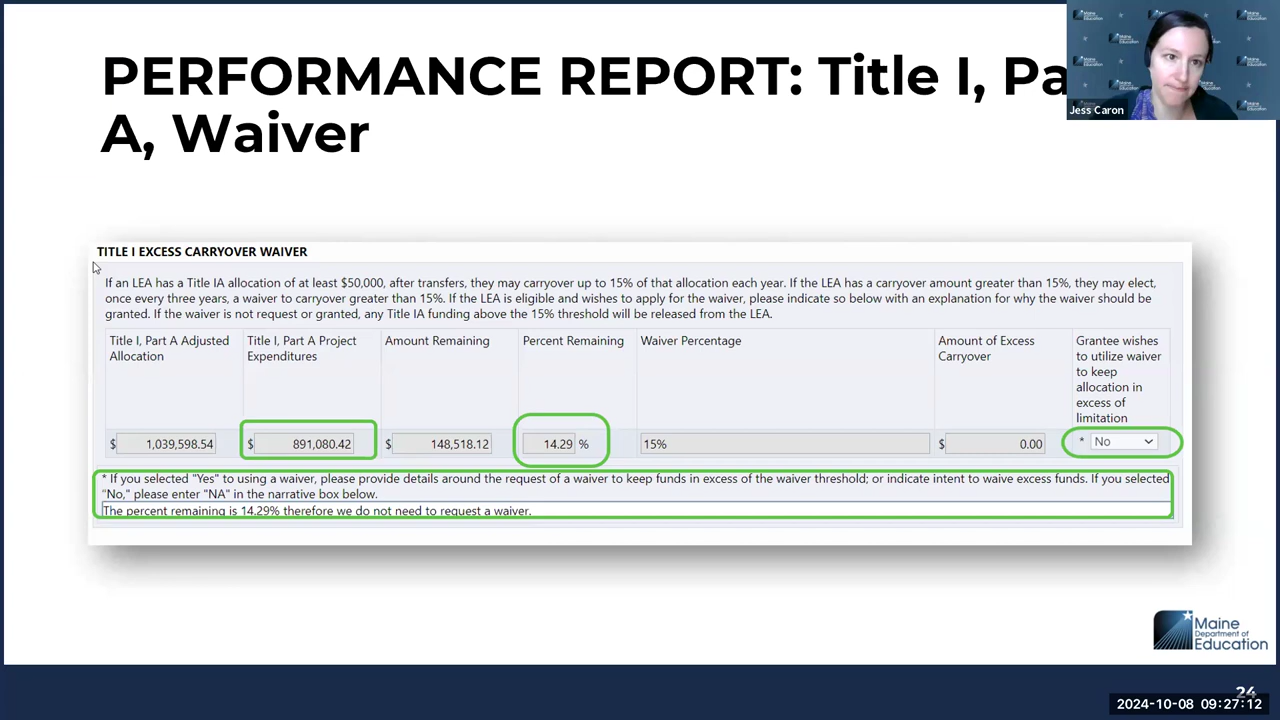 PERFORMANCE REPORT: Title I, Pa
A, Waiver
Jess Caron
TITLE I EXCESS CARRYOVER WAIVER
If an LEA has a Title IA allocation of at least $50,000, after transfers, they may carryover up to 15% of that allocation each year. If the LEA has a carryover amount greater than 15%, they may elect,
once every three years, a waiver to carryover greater than 15%. If the LEA is eligible and wishes to apply for the waiver, please indicate so below with an explanation for why the waiver should be
granted. If the waiver is not request or granted, any Title IA funding above the 15% threshold will be released from the LEA.
Title I, Part A Adjusted
Allocation
Title I, Part A Project
Expenditures
Amount Remaining
Percent Remaining
Waiver Percentage
Amount of Excess
Carryover
Grantee wishes
to utilize waiver
to keep
allocation in
excess of
limitation
$ 1,039,598.54
$ 891,080.42
$ 148,518.12
14.29 %
15%
$ 0.00
* No
* If you selected "Yes" to using a waiver, please provide details around the request of a waiver to keep funds in excess of the waiver threshold; or indicate intent to waive excess funds. If you selected
"No," please enter "NA" in the narrative box below.
The percent remaining is 14.29% therefore we do not need to request a waiver.
Maine
Department of
Education
24
2024-10-08 09:27:12